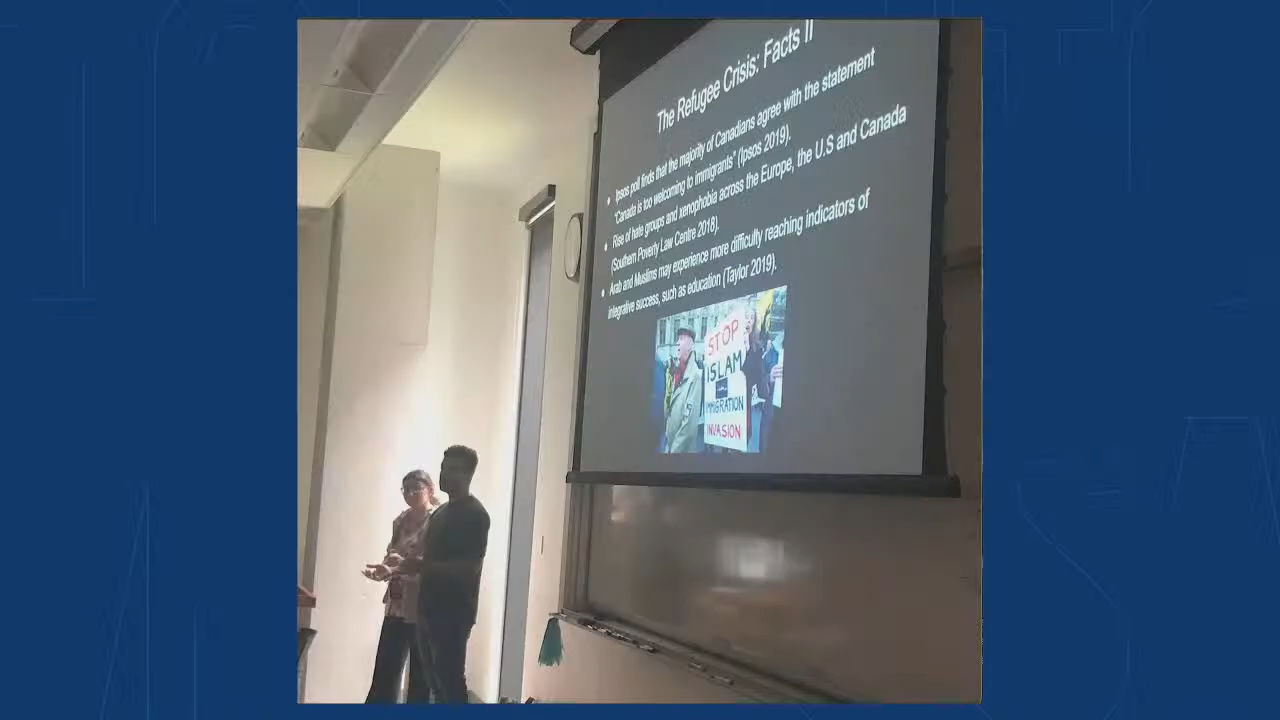 The Refugee Crisis: Facts II
Ipsos poll finds that the majority of Canadians agree with the statement
"Canada is too welcoming to immigrants" (Ipsos 2019).
Rise of hate groups and xenophobia across the Europe, the U.S and Canada
(Southern Poverty Law Centre 2018).
Arab and Muslims may experience more difficulty reaching indicators of
integrative success, such as education (Taylor 2019).
STOP
ISLAM
IMMIGRATION
INVASION